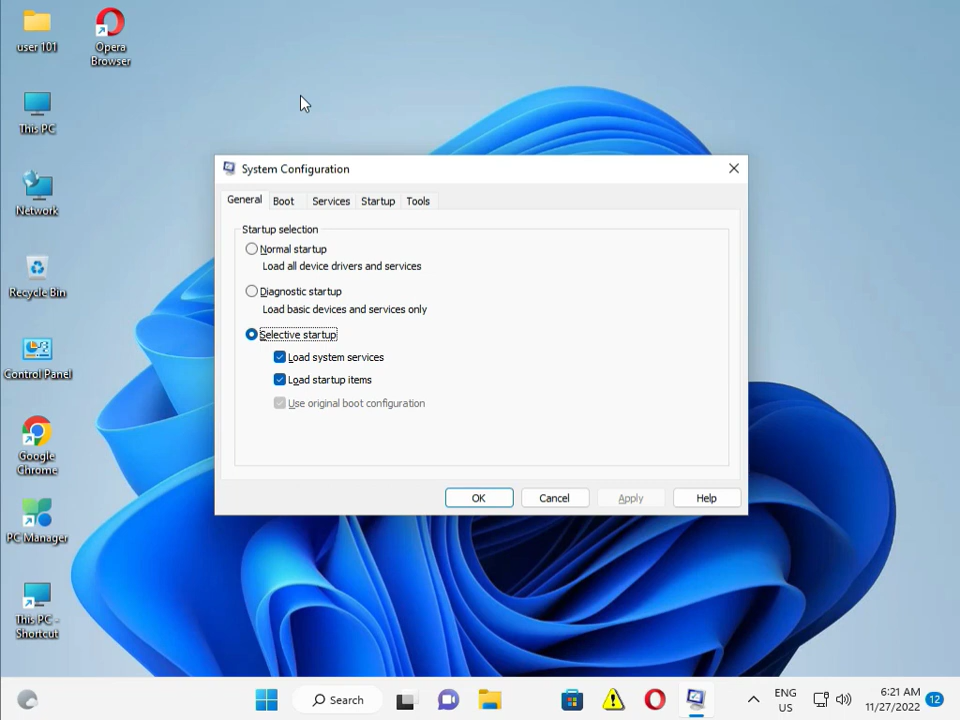 user 101
Opera
Browser
This PC
Network
Recycle Bin
Control Panel
Google
Chrome
PC Manager
This PC -
Shortcut
System Configuration
General
Boot
Services
Startup
Tools
Startup selection
Normal startup
Load all device drivers and services
Diagnostic startup
Load basic devices and services only
Selective startup
Load system services
Load startup items
Use original boot configuration
OK
Cancel
Apply
Help
Search
ENG
US
6:21 AM
11/27/2022
12